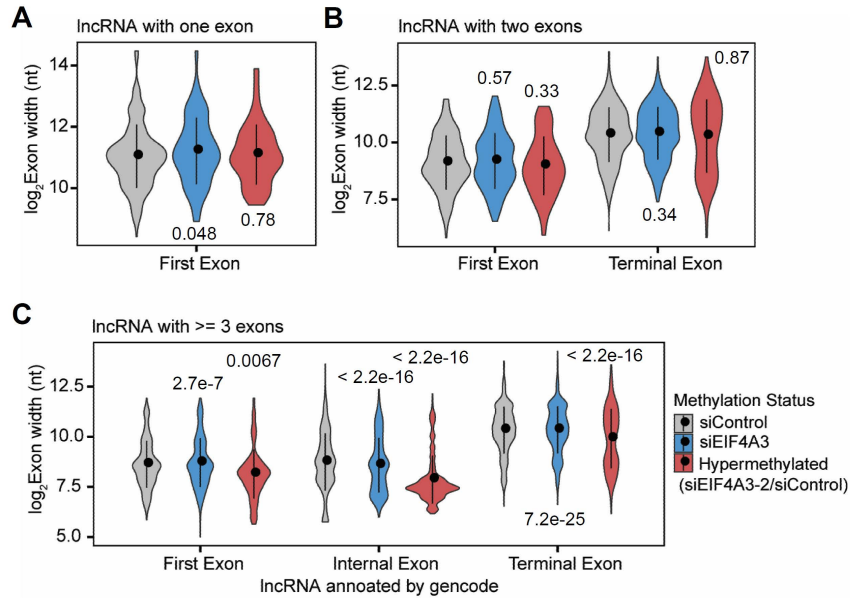 A
lncRNA with one exon
log2Exon width (nt)
14
12
10
0.048
0.78
First Exon
B
lncRNA with two exons
log2Exon width (nt)
12.5
10.0
7.5
0.57
0.33
0.87
0.34
First Exon
Terminal Exon
C
lncRNA with >= 3 exons
log2Exon width (nt)
12.5
10.0
7.5
5.0
2.7e-7
0.0067
< 2.2e-16
< 2.2e-16
< 2.2e-16
7.2e-25
First Exon
Internal Exon
Terminal Exon
lncRNA annoated by gencode
Methylation Status
siControl
siEIF4A3
Hypermethylated
(siEIF4A3-2/siControl)